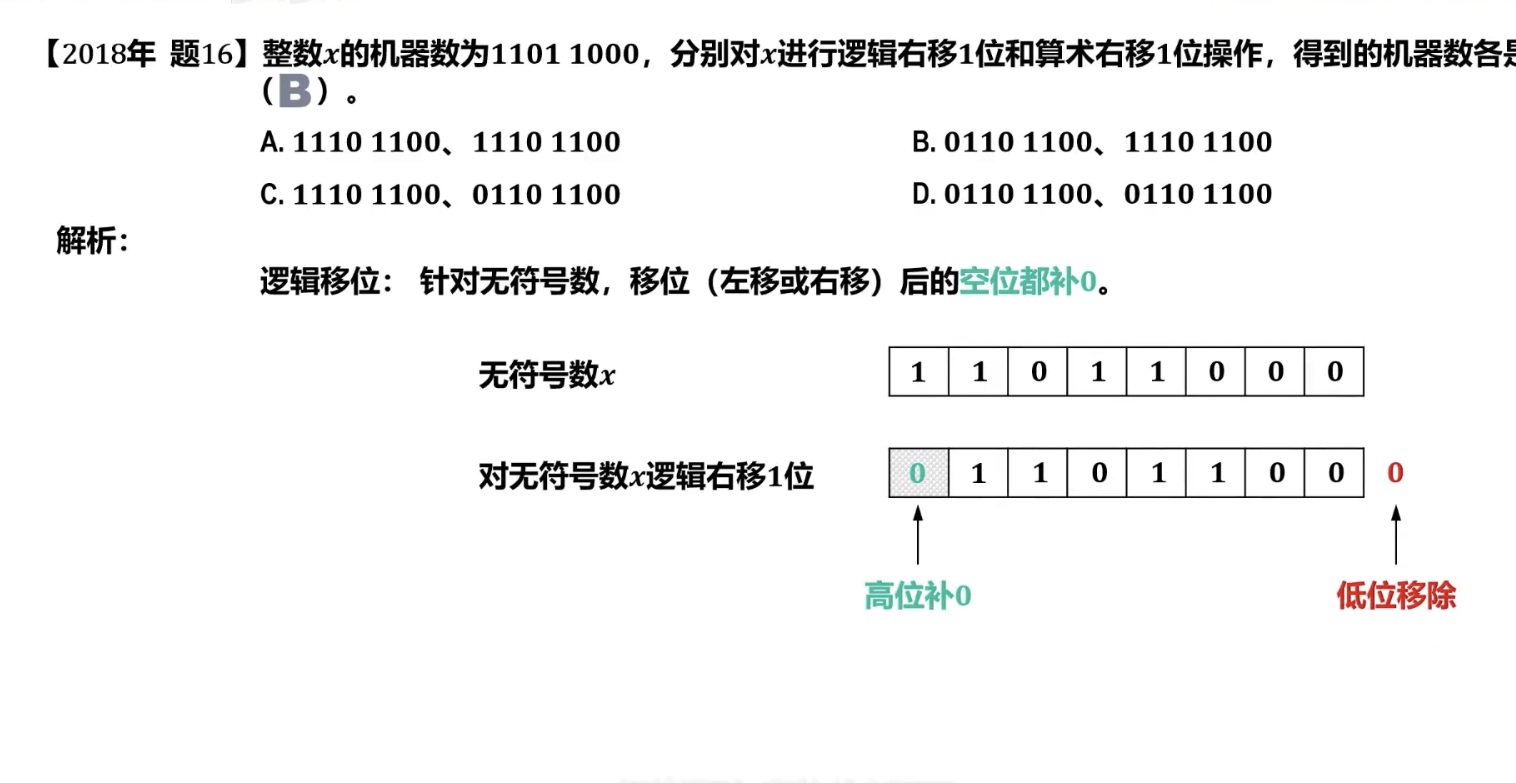 【2018年 题16】整数x的机器数为1101 1000，分别对x进行逻辑右移1位和算术右移1位操作，得到的机器数各是
（B）。
A. 1110 1100、1110 1100 B. 0110 1100、1110 1100
C. 1110 1100、0110 1100 D. 0110 1100、0110 1100
解析：
逻辑移位： 针对无符号数，移位（左移或右移）后的空位都补0。
无符号数x 1 1 0 1 1 0 0 0
对无符号数x逻辑右移1位 0 1 1 0 1 1 0 0 0
高位补0 低位移除